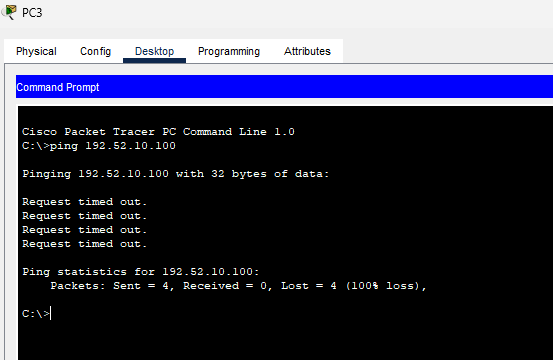 PC3
Physical Config Desktop Programming Attributes
Command Prompt
Cisco Packet Tracer PC Command Line 1.0
C:\>ping 192.52.10.100
Pinging 192.52.10.100 with 32 bytes of data:
Request timed out.
Request timed out.
Request timed out.
Request timed out.
Ping statistics for 192.52.10.100:
Packets: Sent = 4, Received = 0, Lost = 4 (100% loss),
C:\>